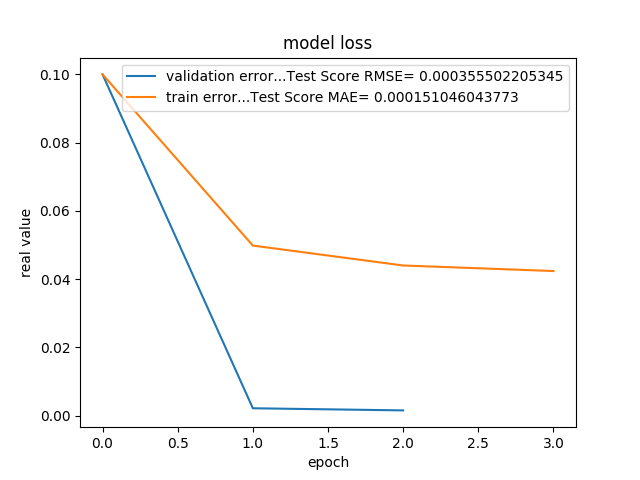 model loss
validation error...Test Score RMSE= 0.000355502205345
train error...Test Score MAE= 0.000151046043773
real value
0.10
0.08
0.06
0.04
0.02
0.00
0.0 0.5 1.0 1.5 2.0 2.5 3.0
epoch